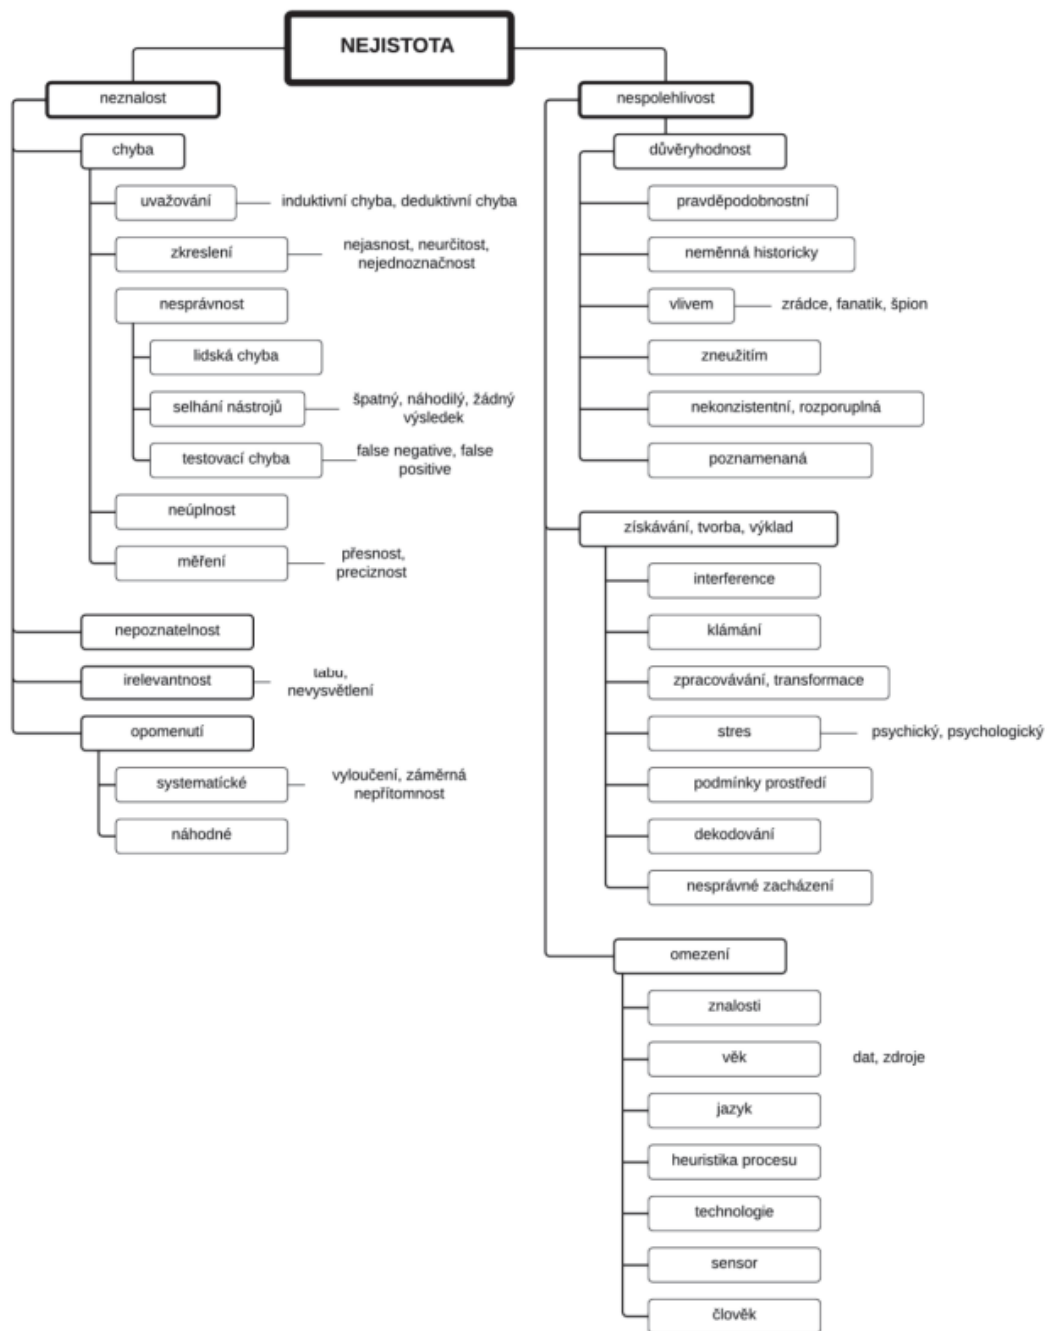 NEJISTOTA
neznalost
chyba
uvažování
induktivní chyba, deduktivní chyba
zkreslení
nejasnost, neurčitost,
nejednoznačnost
nesprávnost
lidská chyba
selhání nástrojů
špatný, náhodilý, žádný
výsledek
testovací chyba
false negative, false
positive
neúplnost
měření
přesnost,
preciznost
nepoznatelnost
irelevantnost
tabu,
nevysvětlení
opomenutí
systematícké
vyloučení, záměrná
nepřítomnost
náhodné
nespolehlivost
důvěryhodnost
pravděpodobnostní
neměnná historicky
vlivem
zrádce, fanatik, špion
zneužitím
nekonzistentní, rozporuplná
poznamenaná
získávání, tvorba, výklad
interference
klámání
zpracovávání, transformace
stres
psychický, psychologický
podmínky prostředí
dekodování
nesprávné zacházení
omezení
znalosti
věk
dat, zdroje
jazyk
heuristika procesu
technologie
sensor
člověk